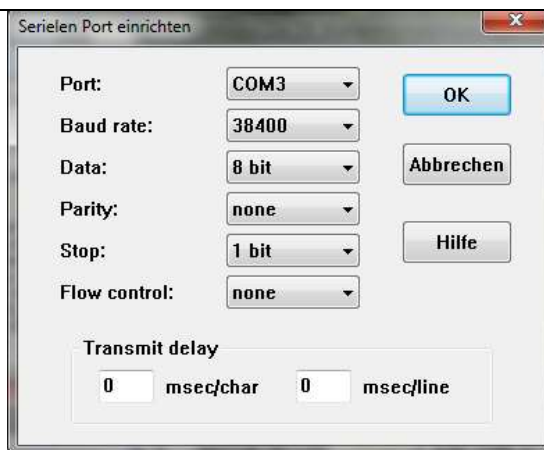 Serielen Port einrichten
Port: COM3 OK
Baud rate: 38400
Data: 8 bit Abbrechen
Parity: none
Stop: 1 bit Hilfe
Flow control: none
Transmit delay
0 msec/char 0 msec/line